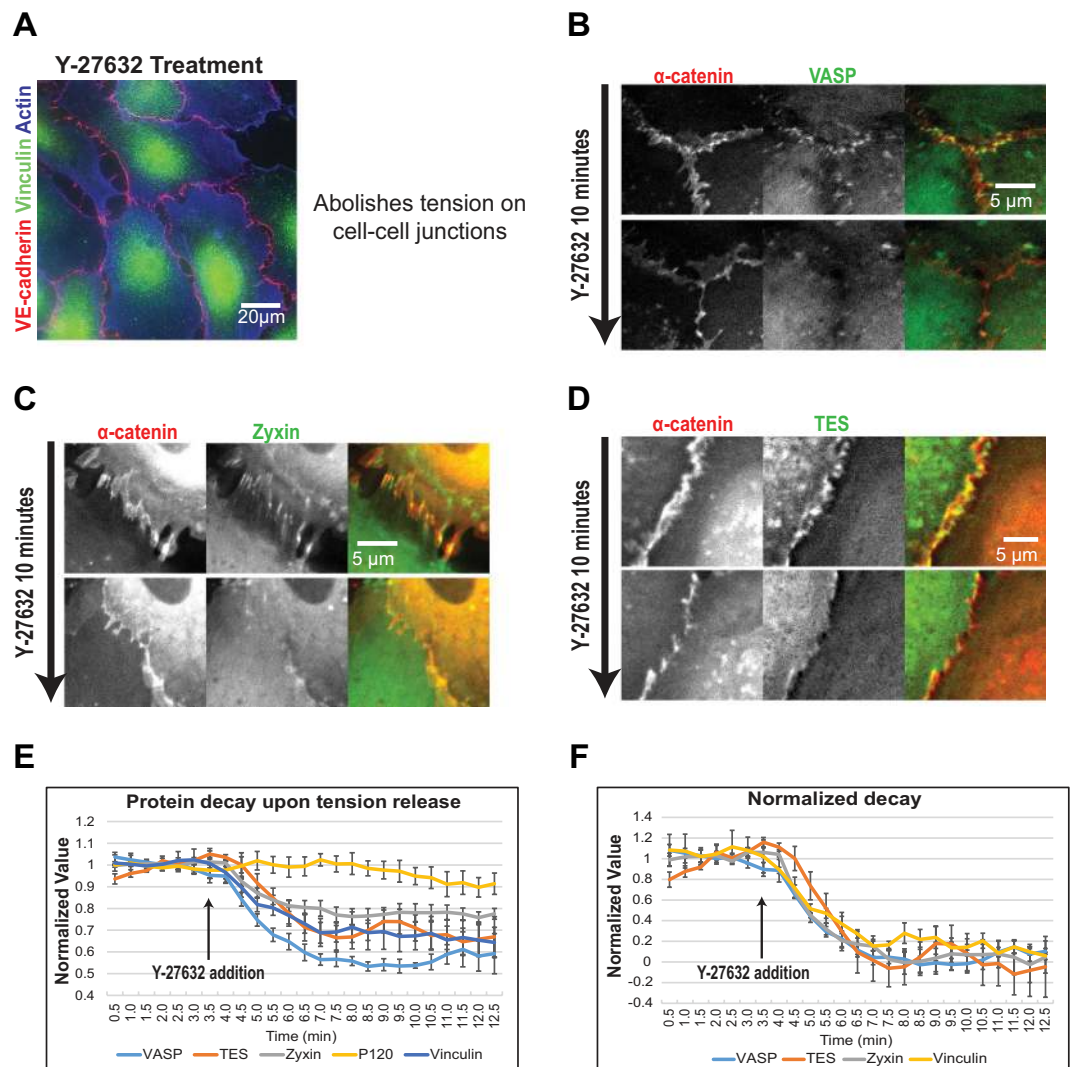 A
Y-27632 Treatment
VE-cadherin Vinculin Actin
20µm
Abolishes tension on
cell-cell junctions
B
α-catenin VASP
Y-27632 10 minutes
5 µm
C
α-catenin Zyxin
Y-27632 10 minutes
5 µm
D
α-catenin TES
Y-27632 10 minutes
5 µm
E
Protein decay upon tension release
Normalized Value
1.2
1.1
1
0.9
0.8
0.7
0.6
0.5
0.4
Y-27632 addition
0.5 1.0 1.5 2.0 2.5 3.0 3.5 4.0 4.5 5.0 5.5 6.0 6.5 7.0 7.5 8.0 8.5 9.0 9.5 10.0 10.5 11.0 11.5 12.0 12.5
Time (min)
VASP TES Zyxin P120 Vinculin
F
Normalized decay
Normalized Value
1.4
1.2
1
0.8
0.6
0.4
0.2
0
-0.2
-0.4
Y-27632 addition
0.5 1.0 1.5 2.0 2.5 3.0 3.5 4.0 4.5 5.0 5.5 6.0 6.5 7.0 7.5 8.0 8.5 9.0 9.5 10.0 10.5 11.0 11.5 12.0 12.5
Time (min)
VASP TES Zyxin Vinculin